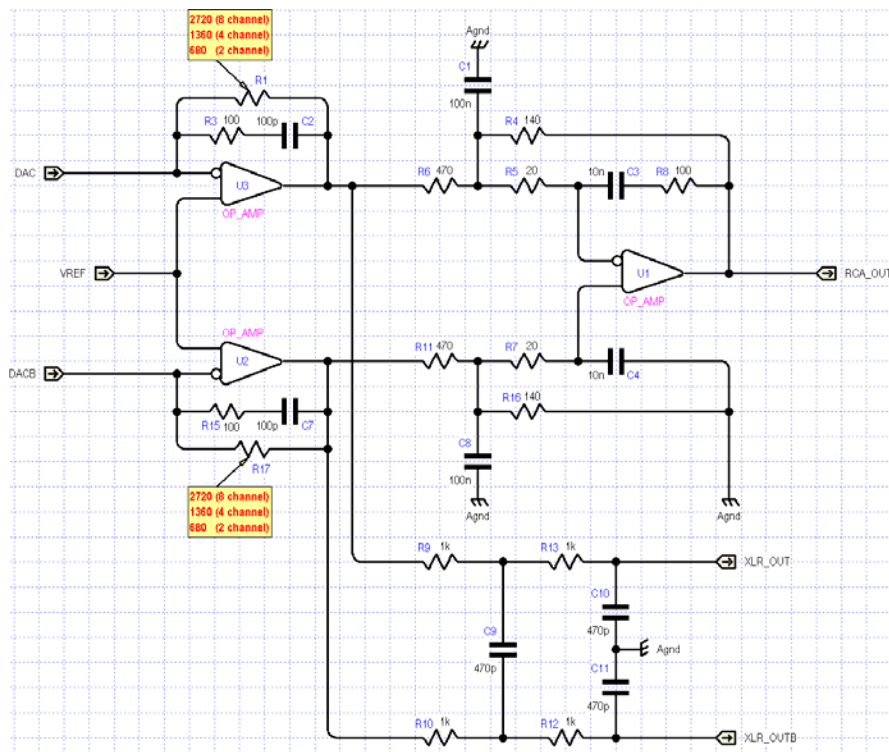 2720 (8 channel)
1360 (4 channel)
680 (2 channel)
Agnd
C1
100n
R1
R3 100 100p C2
R4 140
DAC
U3
OP_AMP
R6 470
R5 20
10n C3
R8 100
VREF
U1
OP_AMP
RCA_OUT
OP_AMP
U2
DACB
R11 470
R7 20
10n C4
R15 100 100p C7
R16 140
R17
C8
100n
Agnd
Agnd
2720 (8 channel)
1360 (4 channel)
680 (2 channel)
R9 1k
R13 1k
XLR_OUT
C10
470p
C9
470p
Agnd
C11
470p
R10 1k
R12 1k
XLR_OUTB